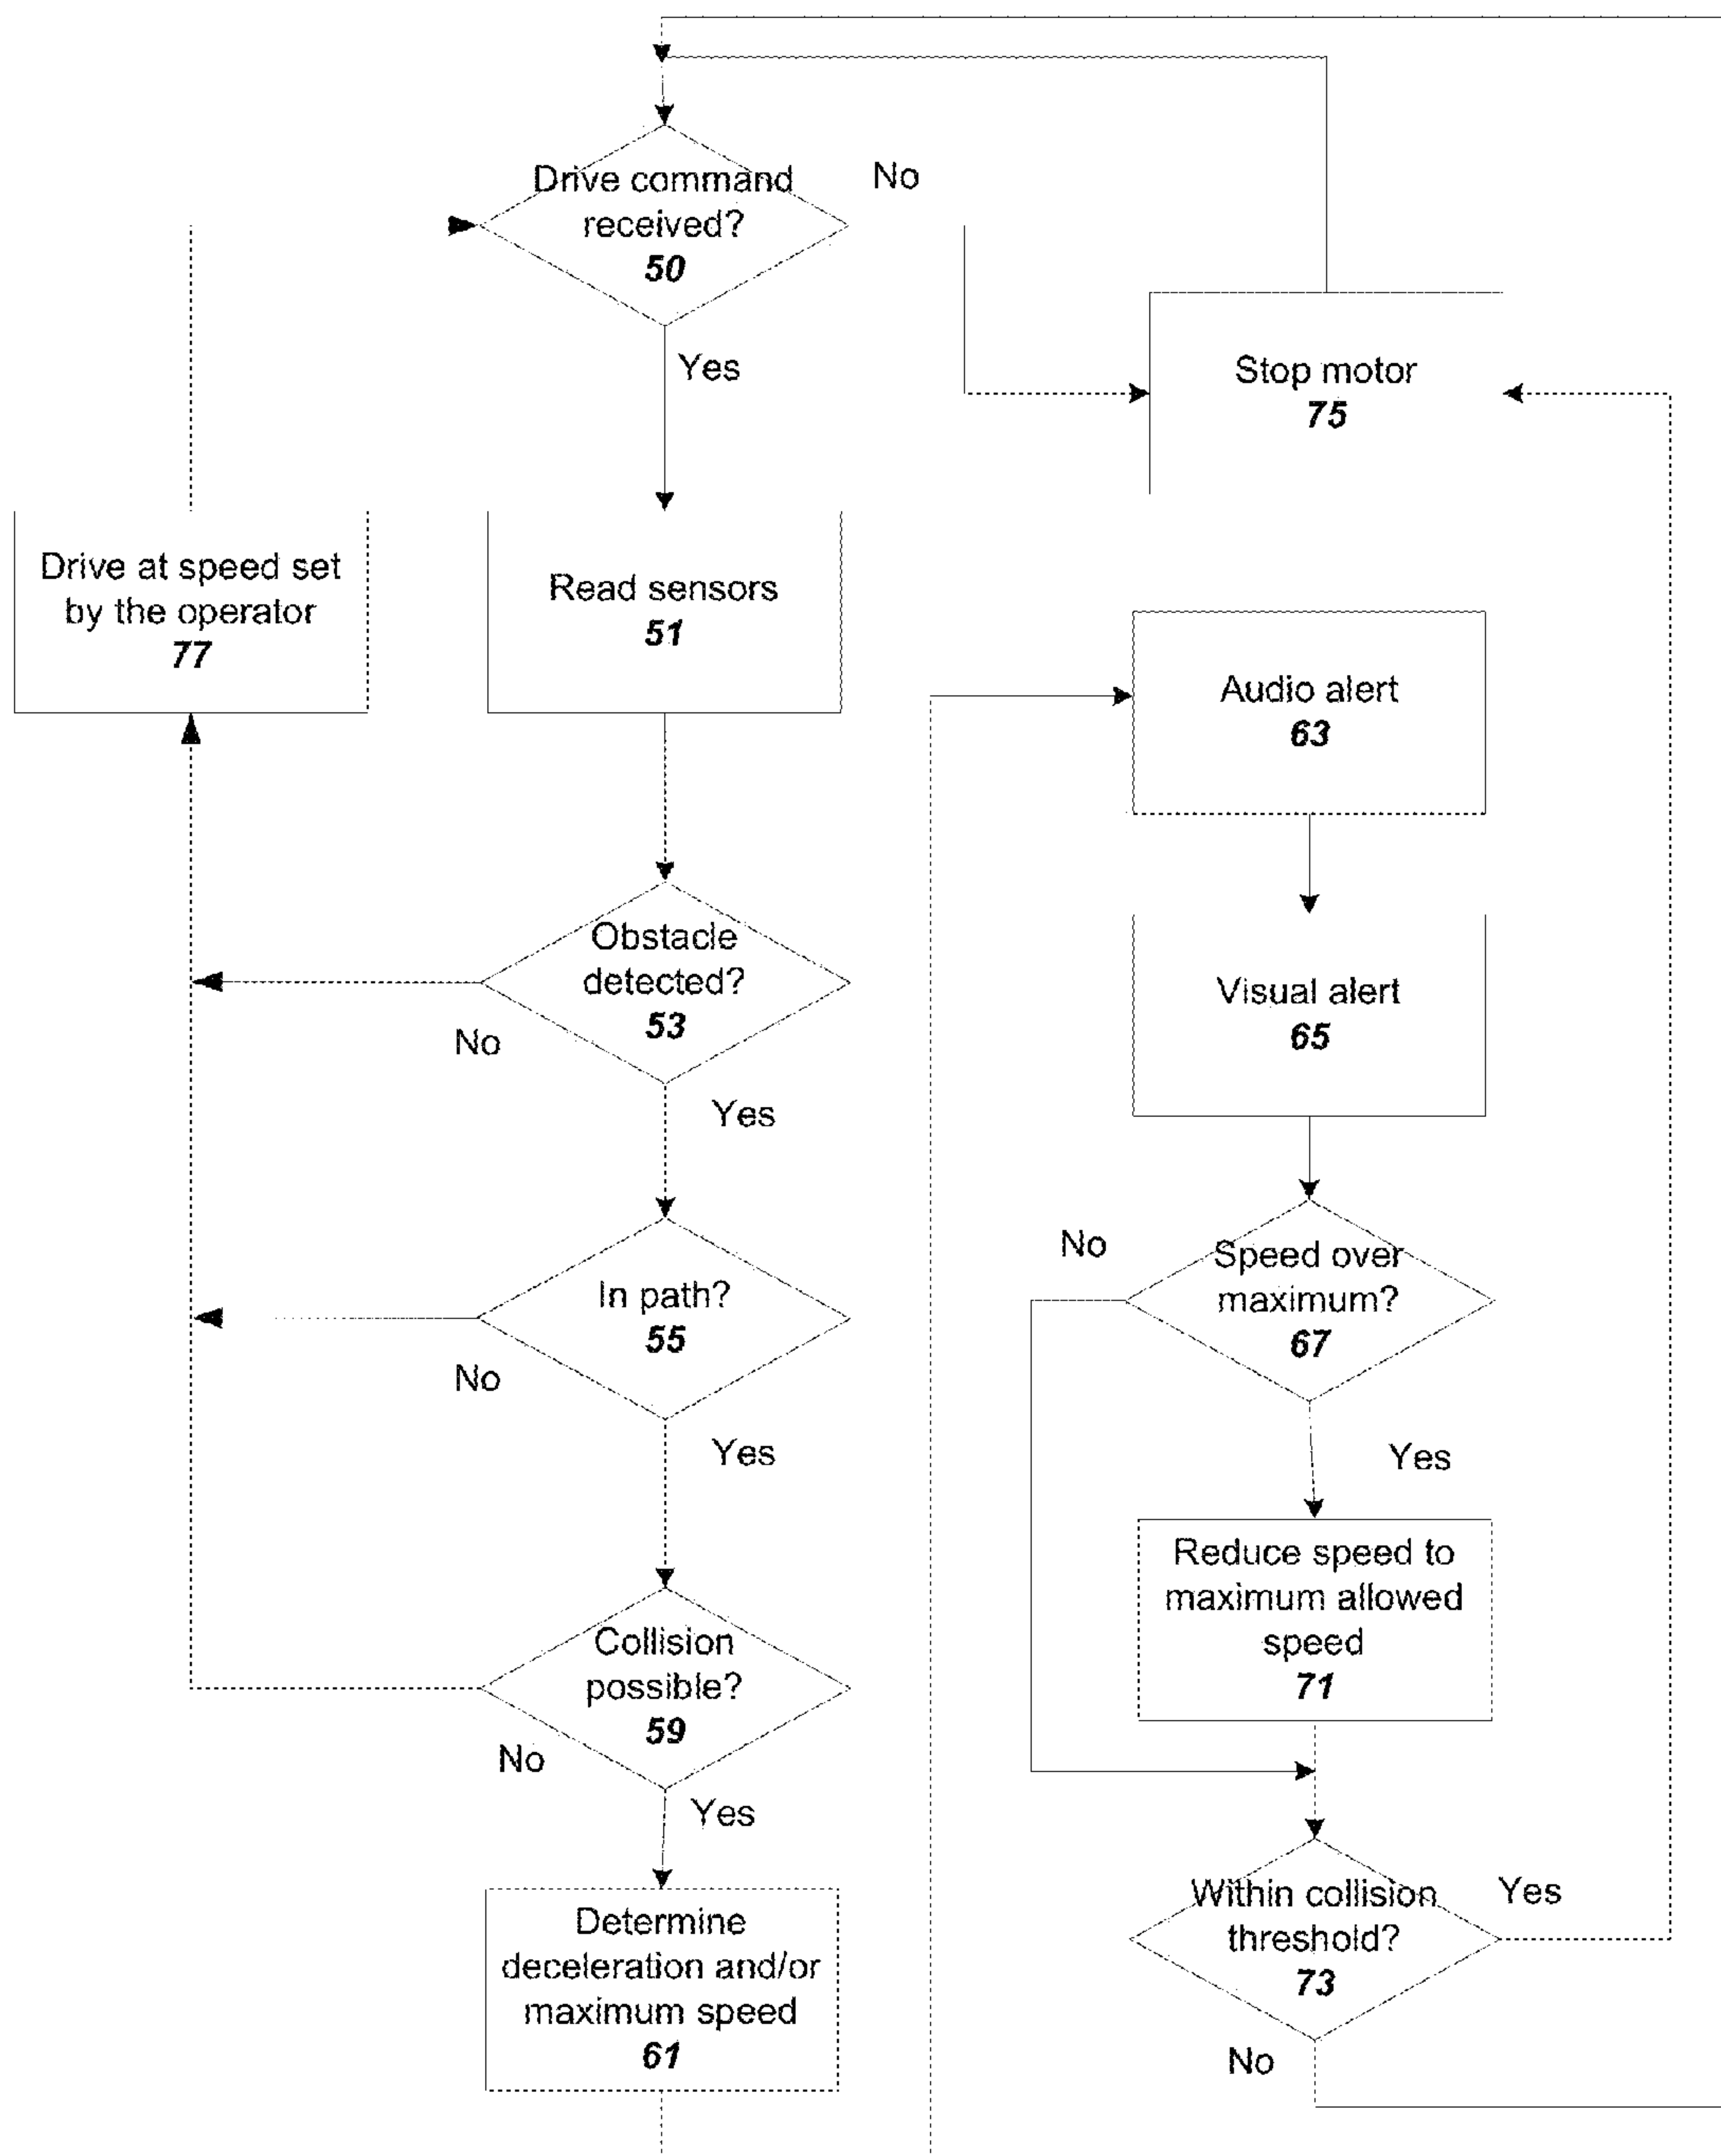 Drive command
received?
50
No
Yes
Stop motor
75
Drive at speed set
by the operator
77
Read sensors
51
Audio alert
63
Obstacle
detected?
53
No
Yes
Visual alert
65
In path?
55
No
Yes
No
Speed over
maximum?
67
Yes
Reduce speed to
maximum allowed
speed
71
Collision
possible?
59
No
Yes
Determine
deceleration and/or
maximum speed
61
Within collision
threshold?
73
Yes
No